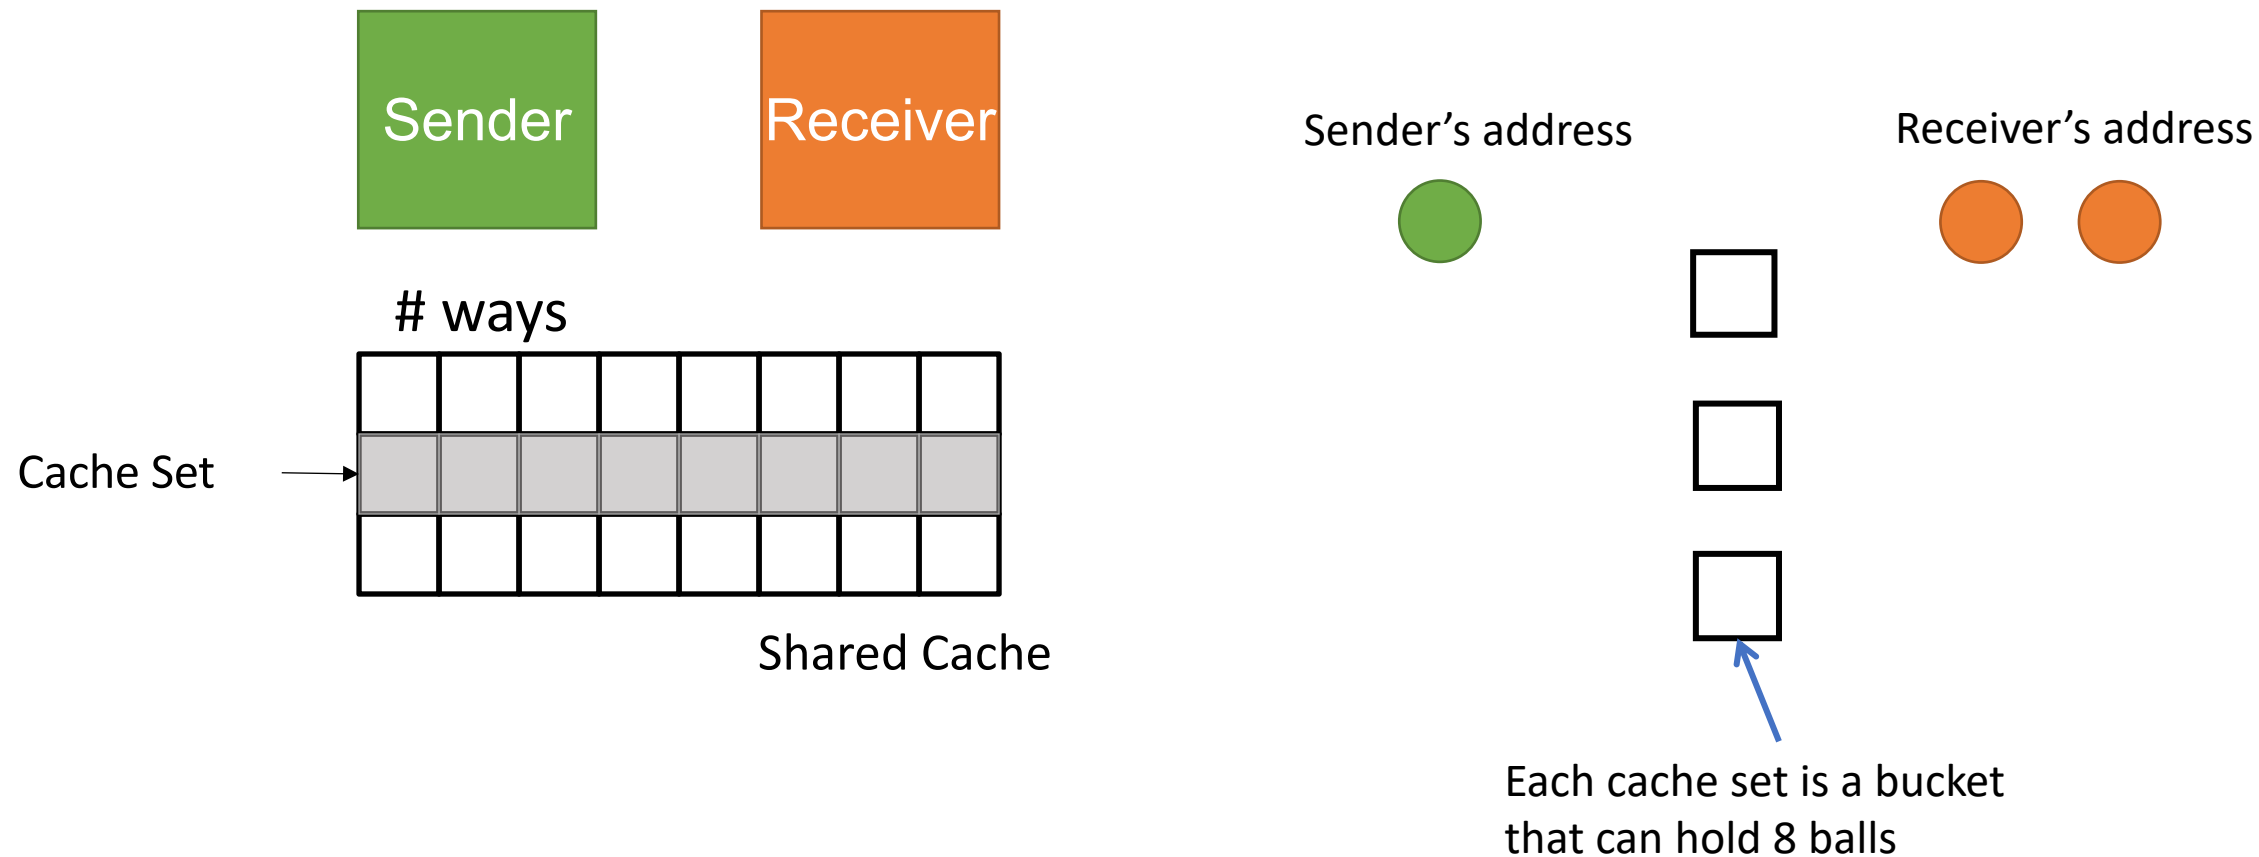 Sender
Receiver
# ways
Cache Set
Shared Cache
Sender’s address
Receiver’s address
Each cache set is a bucket
that can hold 8 balls